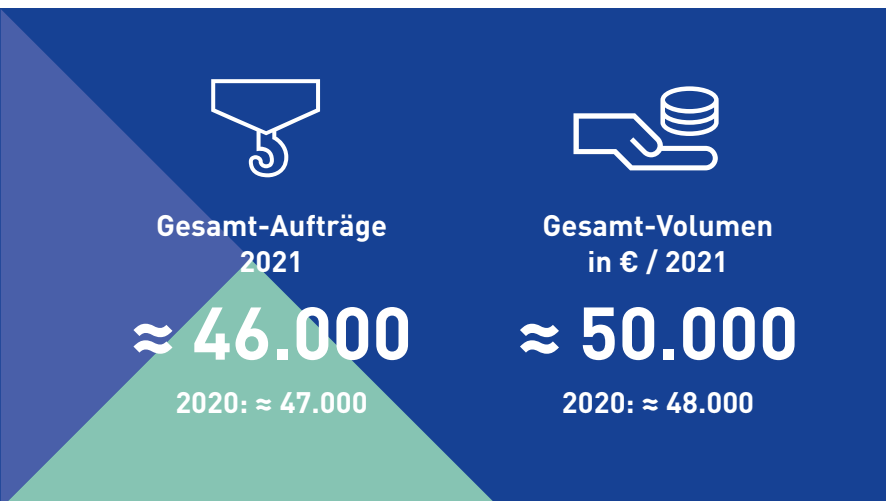 Gesamt-Aufträge
2021
≈ 46.000
2020: ≈ 47.000
Gesamt-Volumen
in € / 2021
≈ 50.000
2020: ≈ 48.000